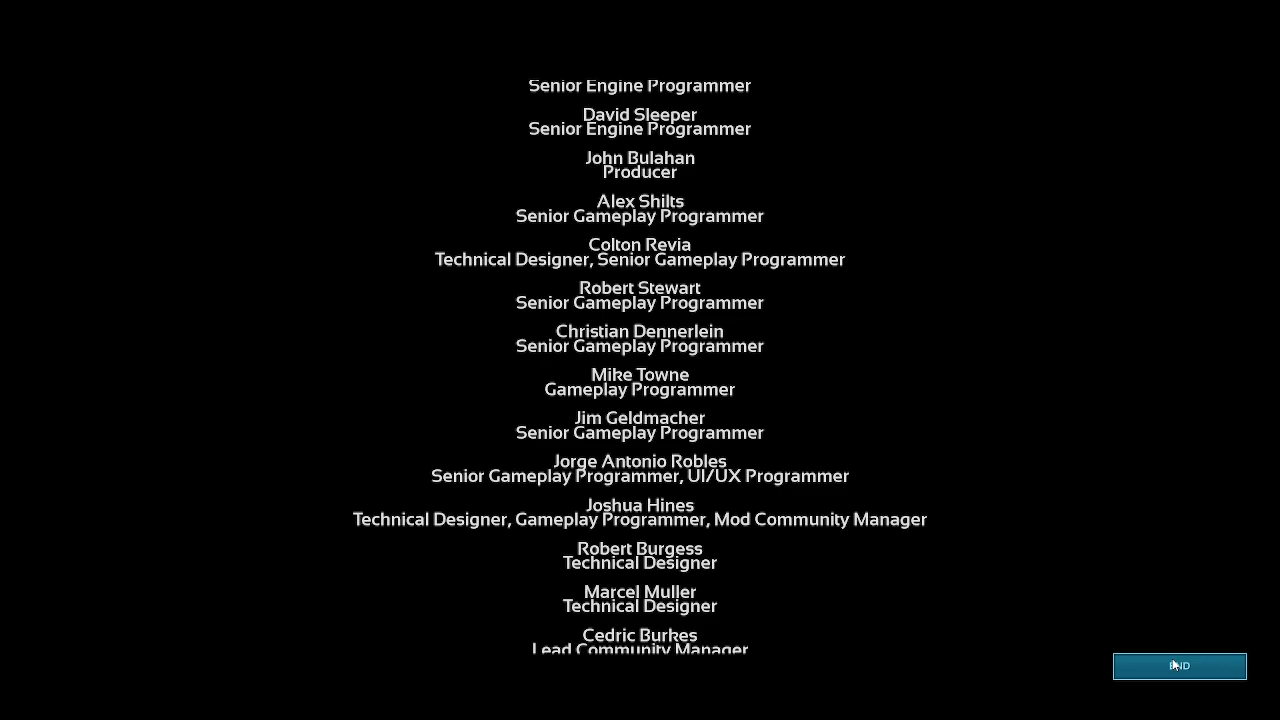 Senior Engine Programmer
David Sleeper
Senior Engine Programmer
John Bulahan
Producer
Alex Shilts
Senior Gameplay Programmer
Colton Revia
Technical Designer, Senior Gameplay Programmer
Robert Stewart
Senior Gameplay Programmer
Christian Dennerlein
Senior Gameplay Programmer
Mike Towne
Gameplay Programmer
Jim Geldmacher
Senior Gameplay Programmer
Jorge Antonio Robles
Senior Gameplay Programmer, UI/UX Programmer
Joshua Hines
Technical Designer, Gameplay Programmer, Mod Community Manager
Robert Burgess
Technical Designer
Marcel Muller
Technical Designer
Cedric Burkes
Lead Community Manager
END